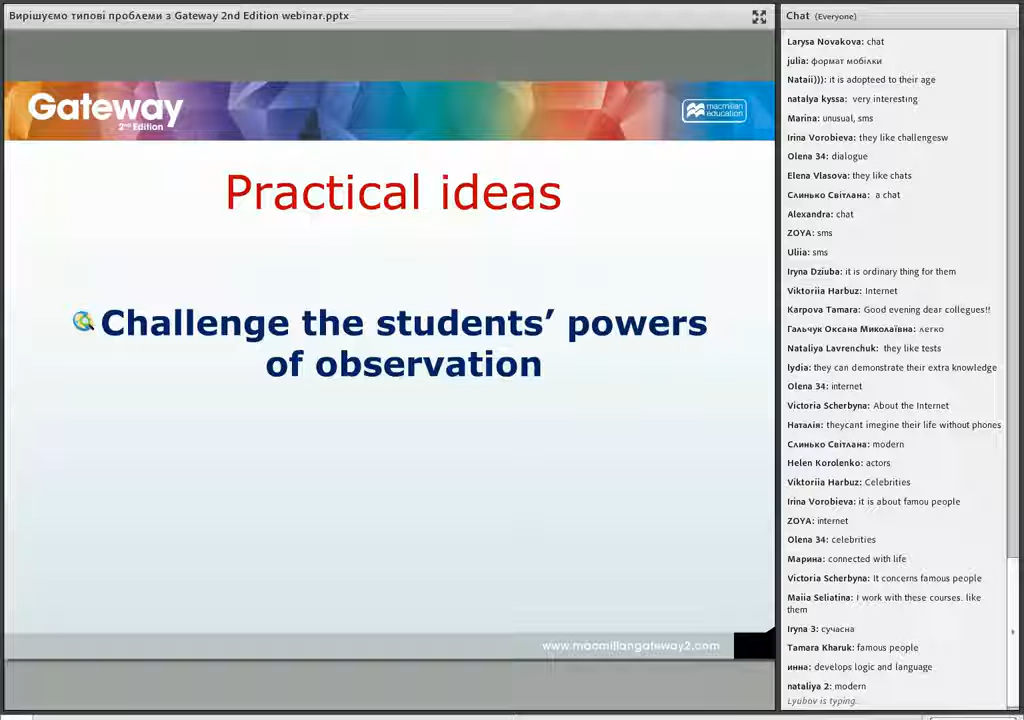 Вирішуємо типові проблеми з Gateway 2nd Edition webinar.pptx
Gateway
2nd Edition
macmillan
education
Practical ideas
Challenge the students’ powers
of observation
www.macmillangateway2.com
Chat (Everyone)
Larysa Novakova: chat
julia: формат мобілки
Nataii))): it is adopteed to their age
natalya kyssa: very interesting
Marina: unusual, sms
Irina Vorobieva: they like challengesw
Olena 34: dialogue
Elena Vlasova: they like chats
Слинько Світлана: a chat
Alexandra: chat
ZOYA: sms
Uliia: sms
Iryna Dziuba: it is ordinary thing for them
Viktoriia Harbuz: Internet
Karpova Tamara: Good evening dear collegues!!
Гальчук Оксана Миколаївна: легко
Nataliya Lavrenchuk: they like tests
lydia: they can demonstrate their extra knowledge
Olena 34: internet
Victoria Scherbyna: About the Internet
Наталія: theycant imegine their life without phones
Слинько Світлана: modern
Helen Korolenko: actors
Viktoriia Harbuz: Celebrities
Irina Vorobieva: it is about famou people
ZOYA: internet
Olena 34: celebrities
Марина: connected with life
Victoria Scherbyna: It concerns famous people
Maiia Seliatina: I work with these courses. like
them
Iryna 3: сучасна
Tamara Kharuk: famous people
инна: develops logic and language
nataliya 2: modern
Lyubov is typing...